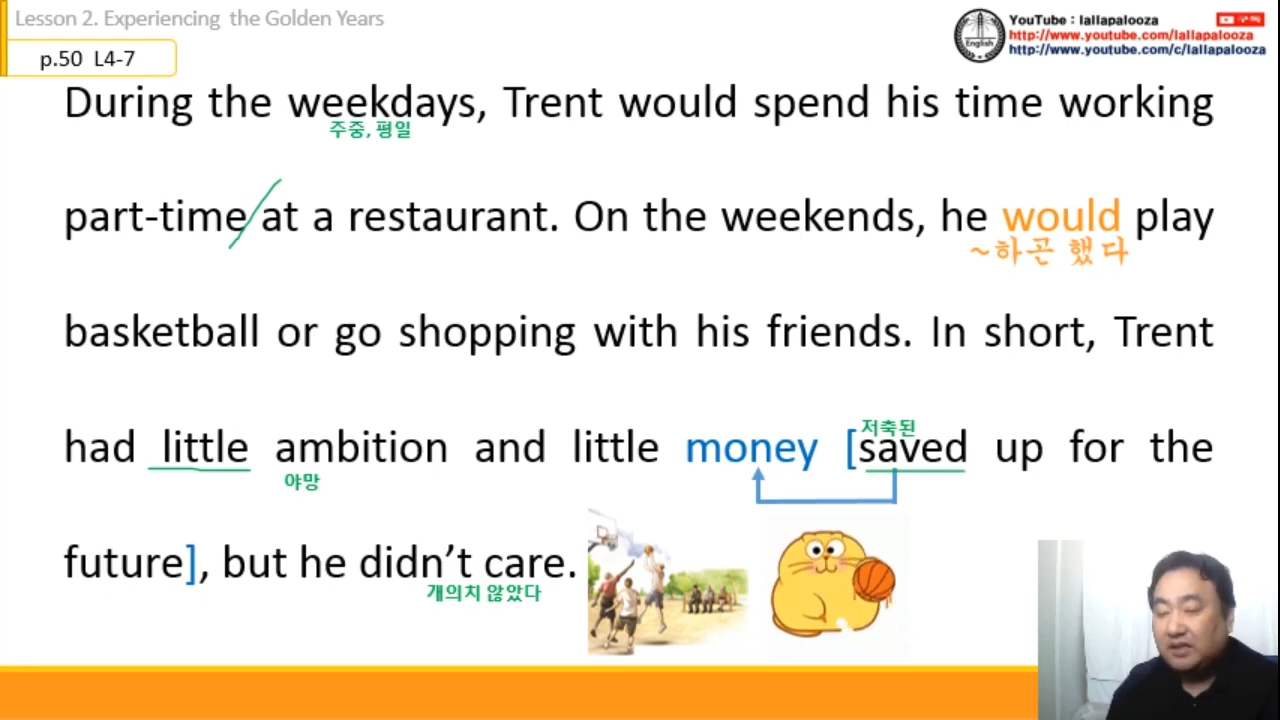 Lesson 2. Experiencing the Golden Years
p.50 L4-7
YouTube : lallapalooza
구독
http://www.youtube.com/lallapalooza
http://www.youtube.com/c/lallapalooza
English
During the weekdays, Trent would spend his time working
주중, 평일
part-time at a restaurant. On the weekends, he would play
~하곤 했다
basketball or go shopping with his friends. In short, Trent
저축된
had little ambition and little money [saved up for the
야망
future], but he didn’t care.
개의치 않았다